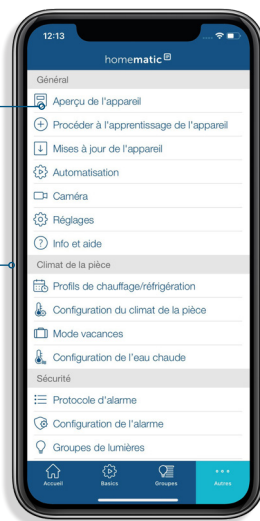 12:13
homematic IP
Général
Aperçu de l'appareil
Procéder à l'apprentissage de l'appareil
Mises à jour de l'appareil
Automatisation
Caméra
Réglages
Info et aide
Climat de la pièce
Profils de chauffage/réfrigération
Configuration du climat de la pièce
Mode vacances
Configuration de l'eau chaude
Sécurité
Protocole d'alarme
Configuration de l'alarme
Groupes de lumières
Accueil Basics Groupes Autres